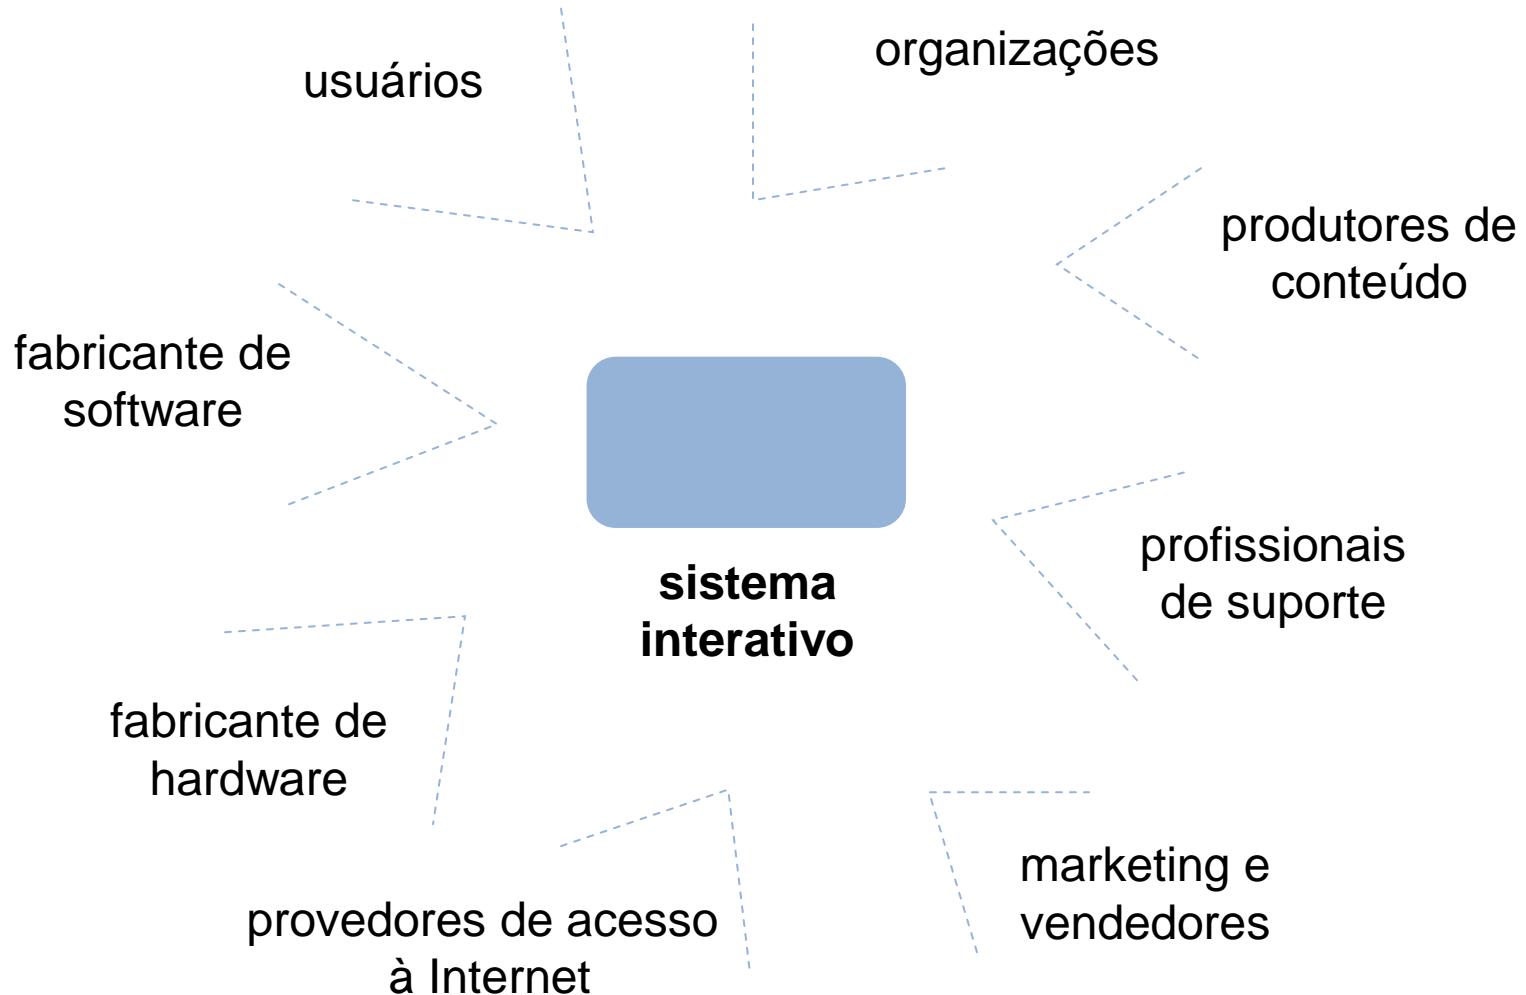 usuários
organizações
produtores de
conteúdo
fabricante de
software
sistema
interativo
profissionais
de suporte
fabricante de
hardware
marketing e
vendedores
provedores de acesso
à Internet